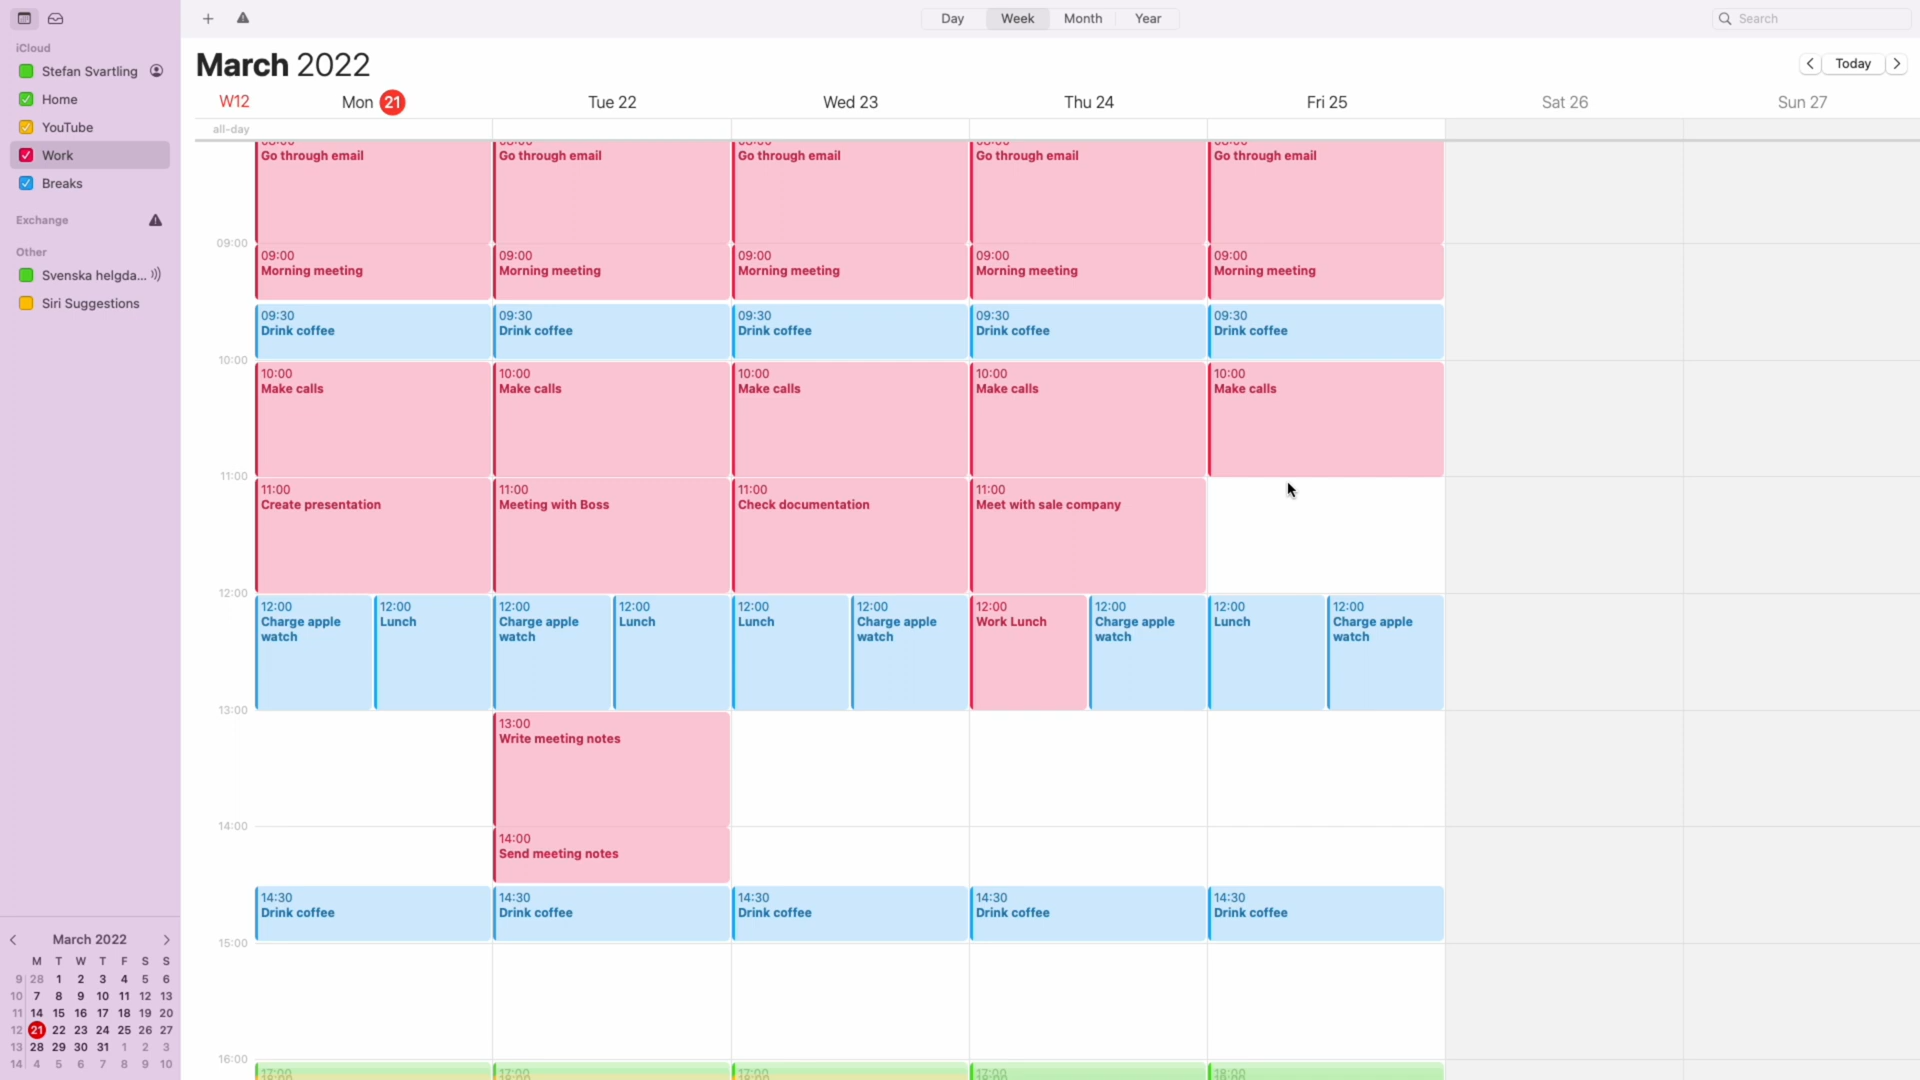 Day Week Month Year
Search
iCloud
Stefan Svartling
Home
YouTube
Work
Breaks
Exchange
Other
Svenska helgda...
Siri Suggestions
March 2022
Today
W12 Mon 21 Tue 22 Wed 23 Thu 24 Fri 25 Sat 26 Sun 27
all-day
Go through email Go through email Go through email Go through email Go through email
09:00
09:00 09:00 09:00 09:00 09:00
Morning meeting Morning meeting Morning meeting Morning meeting Morning meeting
09:30 09:30 09:30 09:30 09:30
Drink coffee Drink coffee Drink coffee Drink coffee Drink coffee
10:00
10:00 10:00 10:00 10:00 10:00
Make calls Make calls Make calls Make calls Make calls
11:00
11:00 11:00 11:00 11:00
Create presentation Meeting with Boss Check documentation Meet with sale company
12:00
12:00 12:00 12:00 12:00 12:00 12:00 12:00 12:00 12:00 12:00
Charge apple Lunch Charge apple Lunch Lunch Charge apple Work Lunch Charge apple Lunch Charge apple
watch watch watch watch watch
13:00
13:00
Write meeting notes
14:00
14:00
Send meeting notes
14:30 14:30 14:30 14:30 14:30
Drink coffee Drink coffee Drink coffee Drink coffee Drink coffee
15:00
16:00
March 2022
M T W T F S S
9 28 1 2 3 4 5 6
10 7 8 9 10 11 12 13
11 14 15 16 17 18 19 20
12 21 22 23 24 25 26 27
13 28 29 30 31 1 2 3
14 4 5 6 7 8 9 10